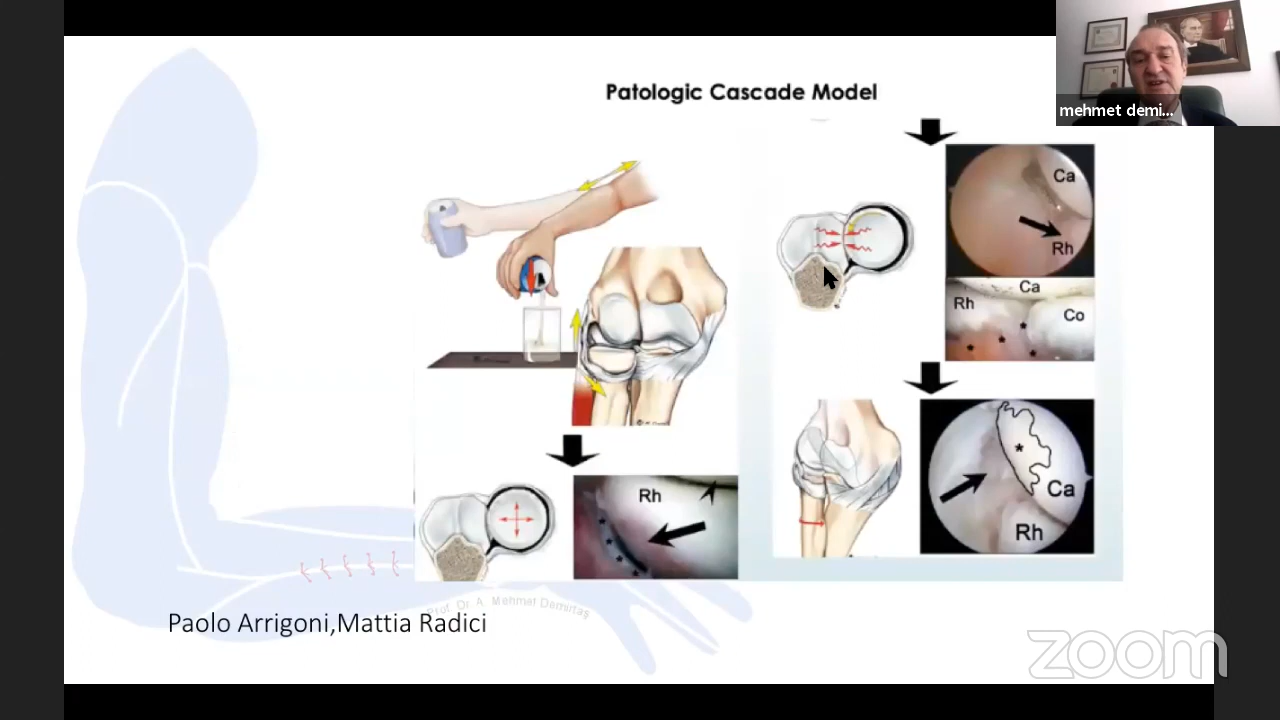 Patologic Cascade Model
mehmet demi...
Ca
Rh
Ca
Rh
Co
Rh
Ca
Rh
Prof. Dr. A. Mehmet Demirtaş
Paolo Arrigoni,Mattia Radici
zoom